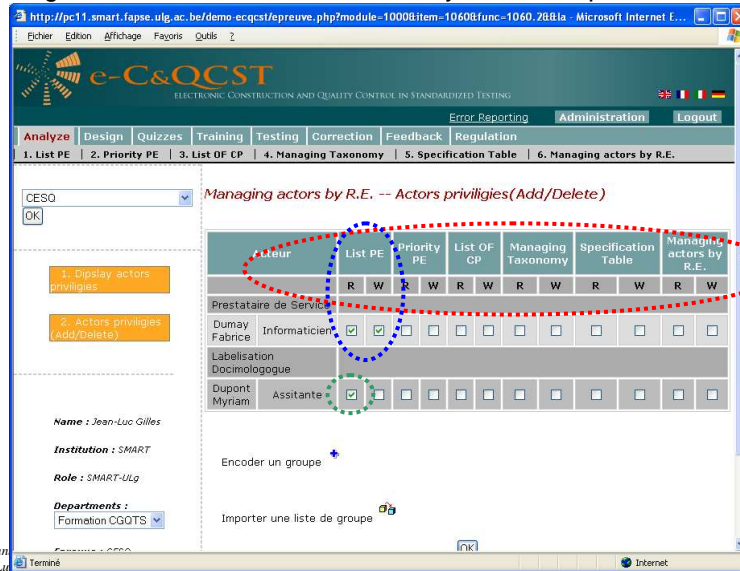 http://pc11.smart.fapse.ulg.ac.be/demo-ecqcst/epreuve.php?module=1000&item=1060&func=1060.2&&la - Microsoft Internet E...
Fichier Edition Affichage Favoris Outils ?
e-C&QCST
ELECTRONIC CONSTRUCTION AND QUALITY CONTROL IN STANDARDIZED TESTING
Error Reporting Administration Logout
Analyze Design Quizzes Training Testing Correction Feedback Regulation
1. List PE | 2. Priority PE | 3. List OF CP | 4. Managing Taxonomy | 5. Specification Table | 6. Managing actors by R.E.
CESQ
OK
Managing actors by R.E. -- Actors priviligies(Add/Delete)
1. Dipslay actors
priviligies
2. Actors priviligies
(Add/Delete)
Acteur List PE Priority PE List OF CP Managing Taxonomy Specification Table Managing actors by R.E.
R W R W R W R W R W R W
Prestataire de Service
Dumay Fabrice Informaticien
Labelisation
Docimologogue
Dupont Myriam Assitante
Name : Jean-Luc Gilles
Institution : SMART
Role : SMART-ULg
Departments :
Formation CGQTS
Encoder un groupe
Importer une liste de groupe
OK
Terminé Internet